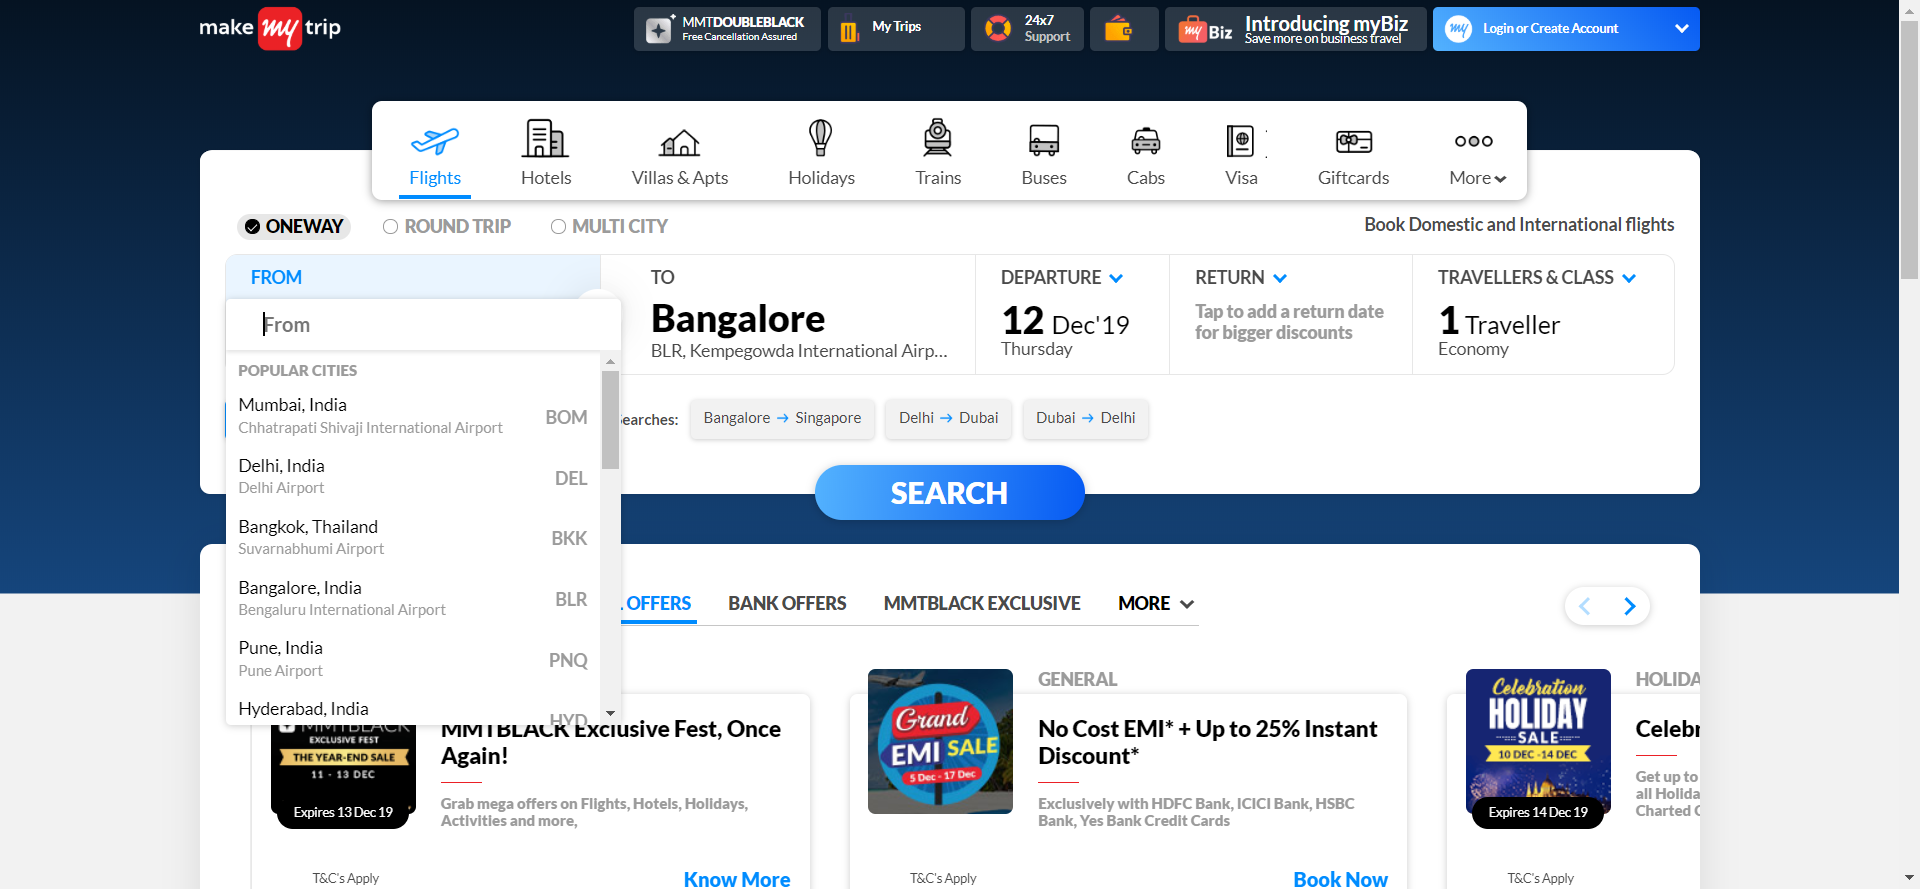 make my trip
MMTDOUBLEBLACK
Free Cancellation Assured
My Trips
24x7
Support
my Biz
Introducing myBiz
Save more on business travel
my
Login or Create Account
Flights
Hotels
Villas & Apts
Holidays
Trains
Buses
Cabs
Visa
Giftcards
More
ONEWAY
ROUND TRIP
MULTI CITY
Book Domestic and International flights
FROM
From
TO
Bangalore
BLR, Kempegowda International Airp...
DEPARTURE
12 Dec'19
Thursday
RETURN
Tap to add a return date
for bigger discounts
TRAVELLERS & CLASS
1 Traveller
Economy
POPULAR CITIES
Mumbai, India
Chhatrapati Shivaji International Airport
BOM
Delhi, India
Delhi Airport
DEL
Bangkok, Thailand
Suvarnabhumi Airport
BKK
Bangalore, India
Bengaluru International Airport
BLR
Pune, India
Pune Airport
PNQ
Hyderabad, India
HYD
earches:
Bangalore → Singapore
Delhi → Dubai
Dubai → Delhi
SEARCH
OFFERS
BANK OFFERS
MMTBLACK EXCLUSIVE
MORE
MMTBLACK
EXCLUSIVE FEST
THE YEAR-END SALE
11 - 13 DEC
Expires 13 Dec 19
MMTBLACK Exclusive Fest, Once
Again!
Grab mega offers on Flights, Hotels, Holidays,
Activities and more,
T&C's Apply
Know More
Grand
EMI SALE
5 Dec - 17 Dec
GENERAL
No Cost EMI* + Up to 25% Instant
Discount*
Exclusively with HDFC Bank, ICICI Bank, HSBC
Bank, Yes Bank Credit Cards
T&C's Apply
Book Now
Celebration
HOLIDAY
SALE
10 DEC -14 DEC
Expires 14 Dec 19
HOLIDA
Celebr
Get up to
all Holida
Charted C
T&C's Apply